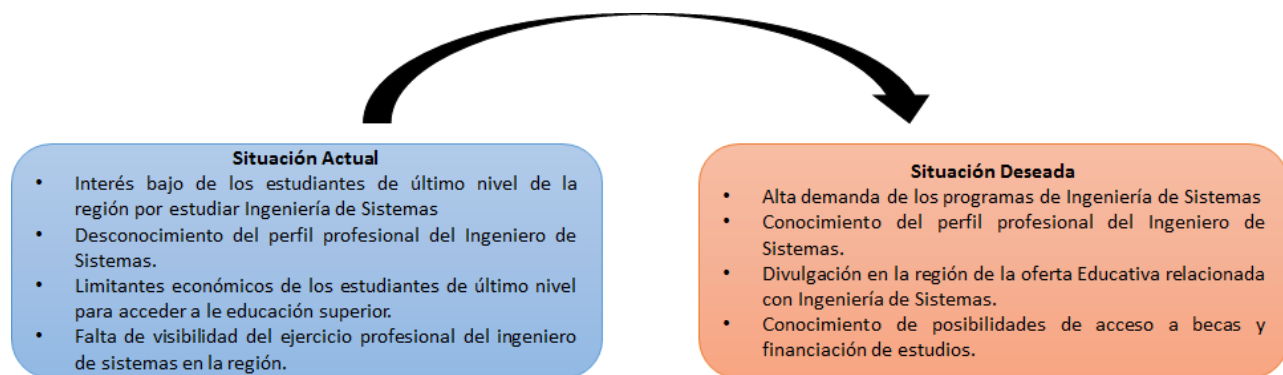 Situación Actual
• Interés bajo de los estudiantes de último nivel de la
región por estudiar Ingeniería de Sistemas
• Desconocimiento del perfil profesional del Ingeniero de
Sistemas.
• Limitantes económicos de los estudiantes de último nivel
para acceder a le educación superior.
• Falta de visibilidad del ejercicio profesional del ingeniero
de sistemas en la región.
Situación Deseada
• Alta demanda de los programas de Ingeniería de Sistemas
• Conocimiento del perfil profesional del Ingeniero de
Sistemas.
• Divulgación en la región de la oferta Educativa relacionada
con Ingeniería de Sistemas.
• Conocimiento de posibilidades de acceso a becas y
financiación de estudios.